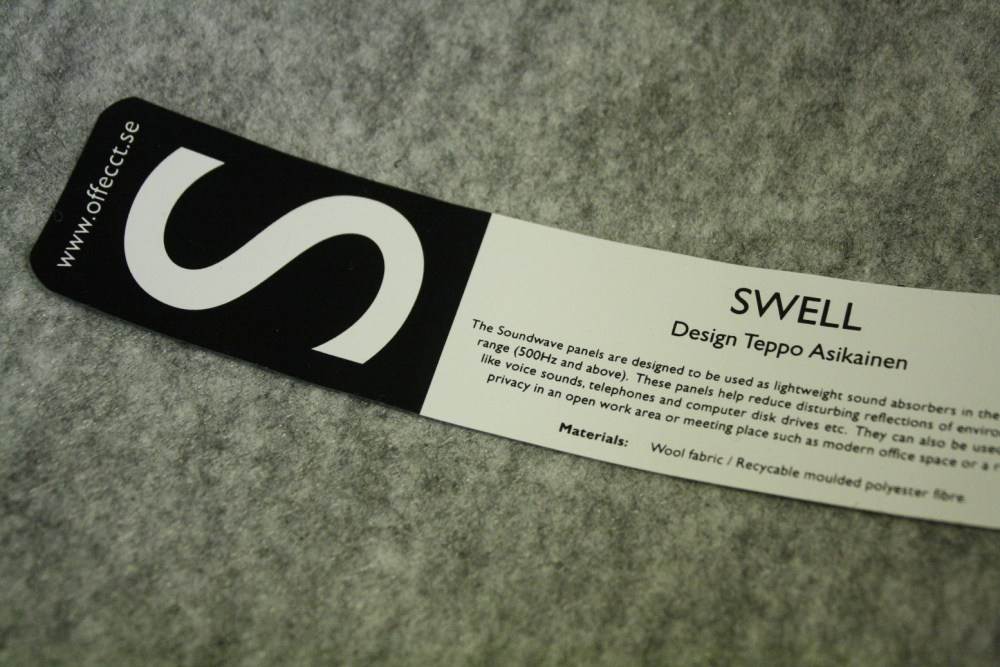 www.offecct.se
S
SWELL
Design Teppo Asikainen
The Soundwave panels are designed to be used as lightweight sound absorbers in the
range (500Hz and above). These panels help reduce disturbing reflections of
like voice sounds, telephones and computer disk drives etc. They can also be used
privacy in an open work area or meeting place such as modern office space or a
Materials: Wool fabric / Recycable moulded polyester fibre